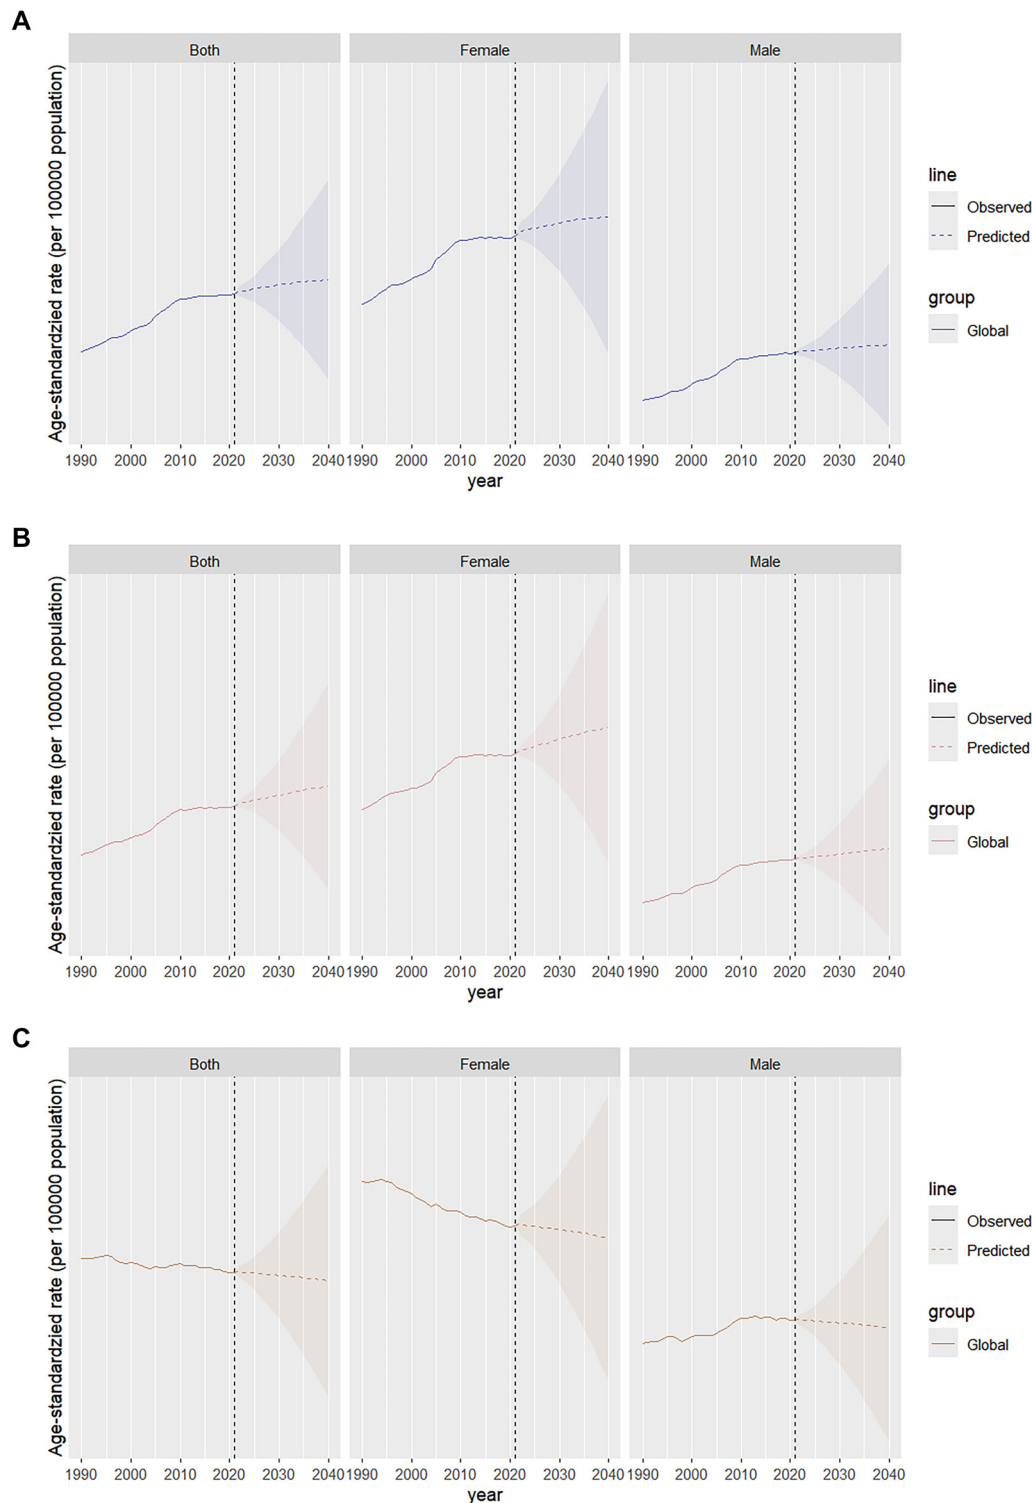 A
Both Female Male
Age-standardzied rate (per 100000 population)
line
Observed
Predicted
group
Global
1990 2000 2010 2020 2030 2040 1990 2000 2010 2020 2030 2040 1990 2000 2010 2020 2030 2040
year
B
Both Female Male
Age-standardzied rate (per 100000 population)
line
Observed
Predicted
group
Global
1990 2000 2010 2020 2030 2040 1990 2000 2010 2020 2030 2040 1990 2000 2010 2020 2030 2040
year
C
Both Female Male
Age-standardzied rate (per 100000 population)
line
Observed
Predicted
group
Global
1990 2000 2010 2020 2030 2040 1990 2000 2010 2020 2030 2040 1990 2000 2010 2020 2030 2040
year